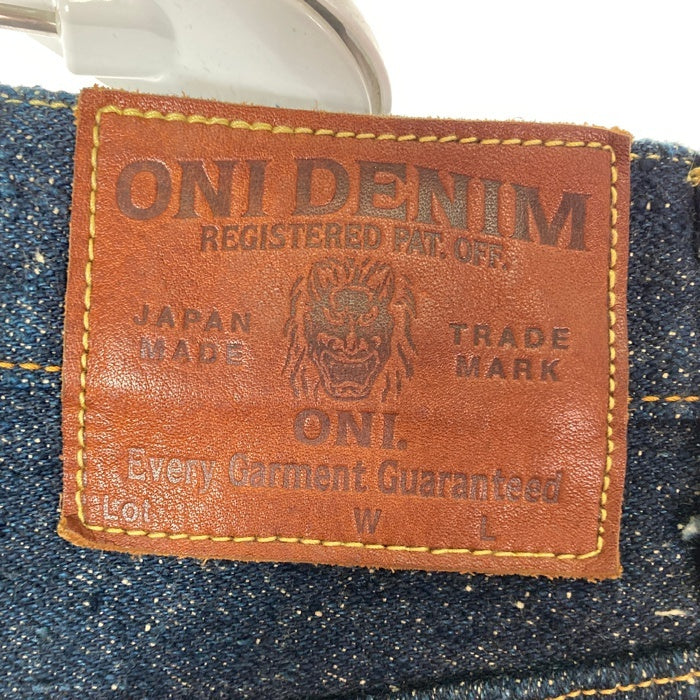 ONI DENIM
REGISTERED PAT. OFF.
JAPAN
MADE
TRADE
MARK
ONI.
Every Garment Guaranteed
Lot
W
L